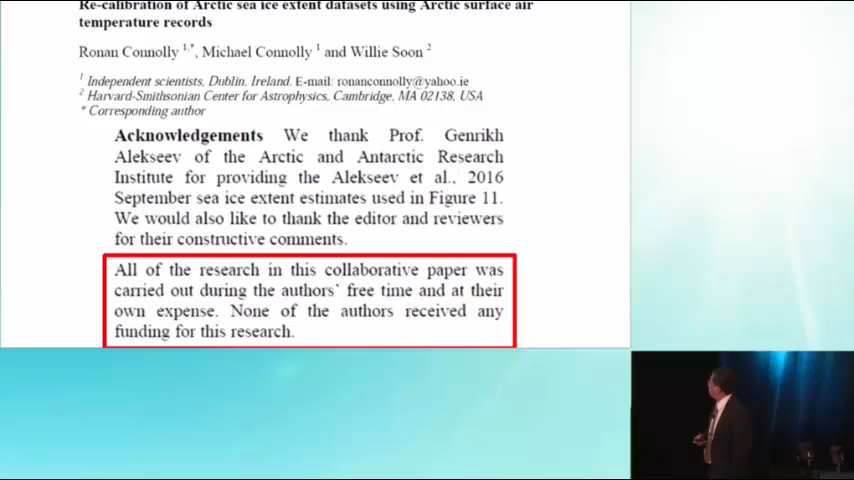 Re-calibration of Arctic sea ice extent datasets using Arctic surface air
temperature records
Ronan Connolly 1,*, Michael Connolly 1 and Willie Soon 2
1 Independent scientists, Dublin, Ireland. E-mail: ronanconnolly@yahoo.ie
2 Harvard-Smithsonian Center for Astrophysics, Cambridge, MA 02138, USA
* Corresponding author
Acknowledgements We thank Prof. Genrikh
Alekseev of the Arctic and Antarctic Research
Institute for providing the Alekseev et al., 2016
September sea ice extent estimates used in Figure 11.
We would also like to thank the editor and reviewers
for their constructive comments.
All of the research in this collaborative paper was
carried out during the authors' free time and at their
own expense. None of the authors received any
funding for this research.